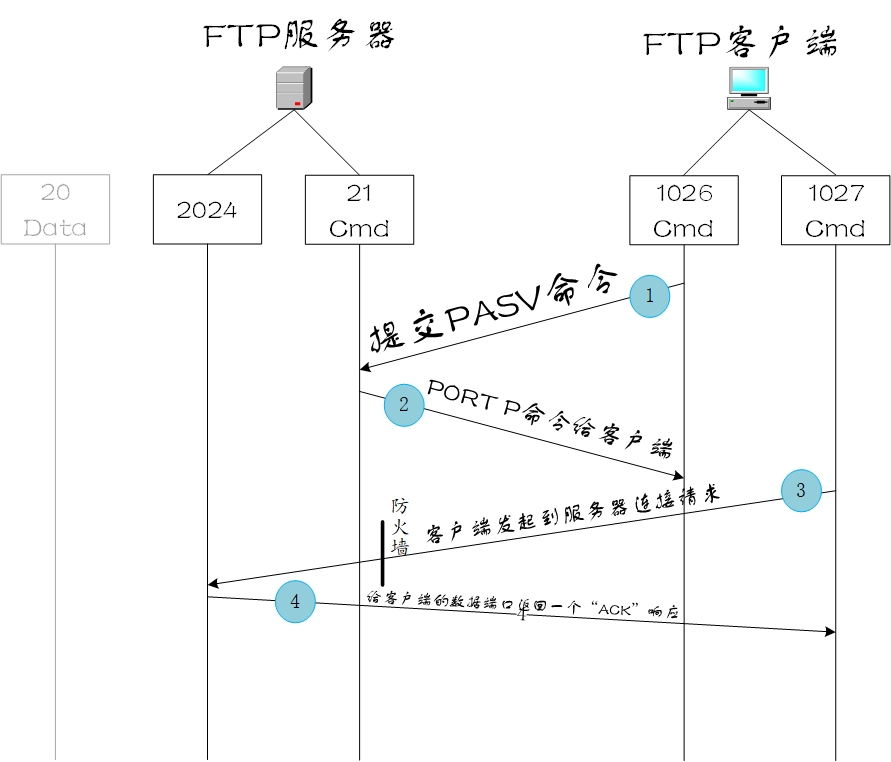 FTP服务器
FTP客户端
20
Data
2024
21
Cmd
1026
Cmd
1027
Cmd
提交PASV命令
1
2
PORT P命令给客户端
3
防火墙
客户端发起到服务器连接请求
4
给客户端的数据端口返回一个“ACK”响应